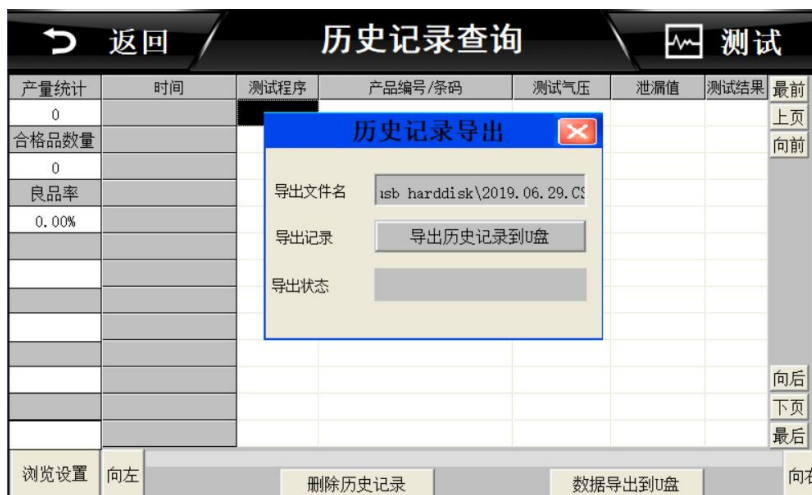 返回 历史记录查询 测试
产量统计 时间 测试程序 产品编号/条码 测试气压 泄漏值 测试结果 最前
0
上页
合格品数量
向前
0
良品率
0.00%
历史记录导出
导出文件名 usb harddisk\2019.06.29.CS
导出记录 导出历史记录到U盘
导出状态
向后
下页
最后
浏览设置 向左 删除历史记录 数据导出到U盘 向右